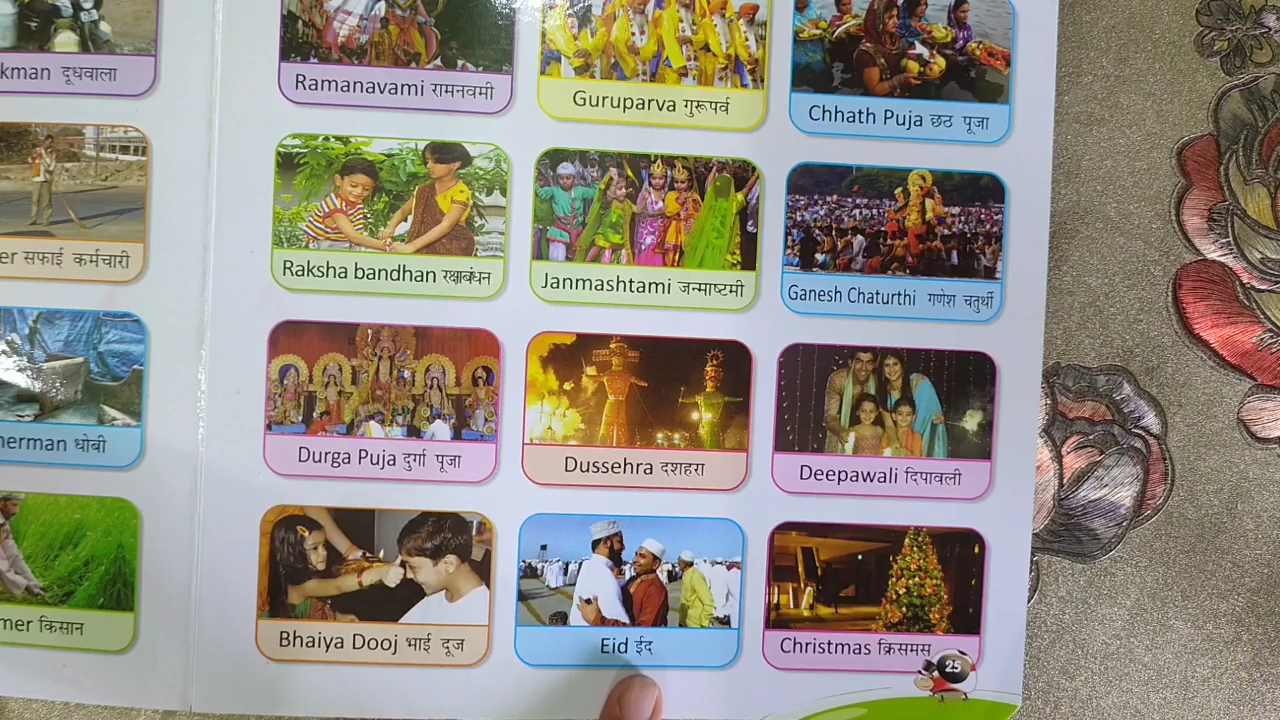 kman दूधवाला
er सफाई कर्मचारी
herman धोबी
mer किसान
Ramanavami रामनवमी
Guruparva गुरूपर्व
Chhath Puja छठ पूजा
Raksha bandhan रक्षाबंधन
Janmashtami जन्माष्टमी
Ganesh Chaturthi गणेश चतुर्थी
Durga Puja दुर्गा पूजा
Dussehra दशहरा
Deepawali दिपावली
Bhaiya Dooj भाई दूज
Eid ईद
Christmas क्रिसमस
25